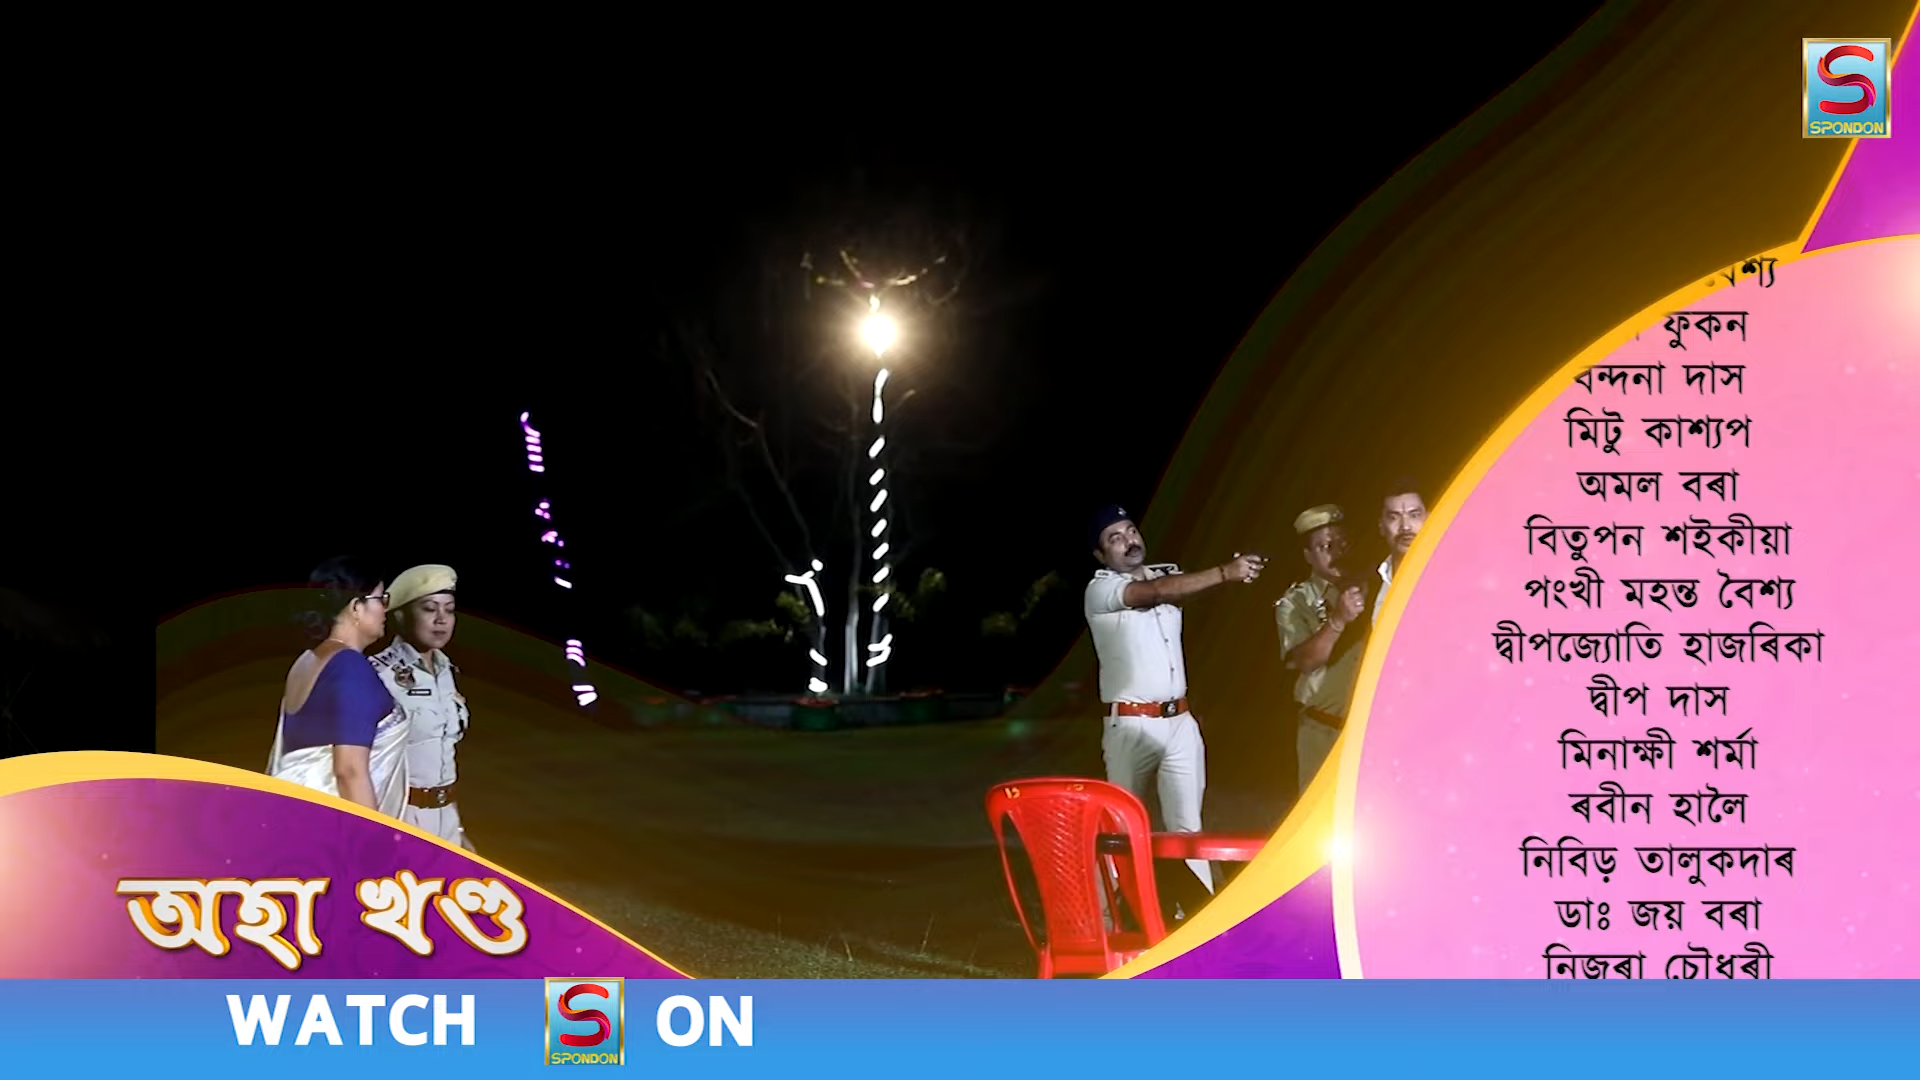 SPONDON
ফুকন
বন্দনা দাস
মিটু কাশ্যপ
অমল বৰা
বিতুপন শইকীয়া
পংখী মহন্ত বৈশ্য
দ্বীপজ্যোতি হাজৰিকা
দ্বীপ দাস
মিনাক্ষী শৰ্মা
ৰবীন হালৈ
নিবিড় তালুকদাৰ
ডাঃ জয় বৰা
নিজৰা চৌধৰী
অহা খণ্ড
WATCH SPONDON ON